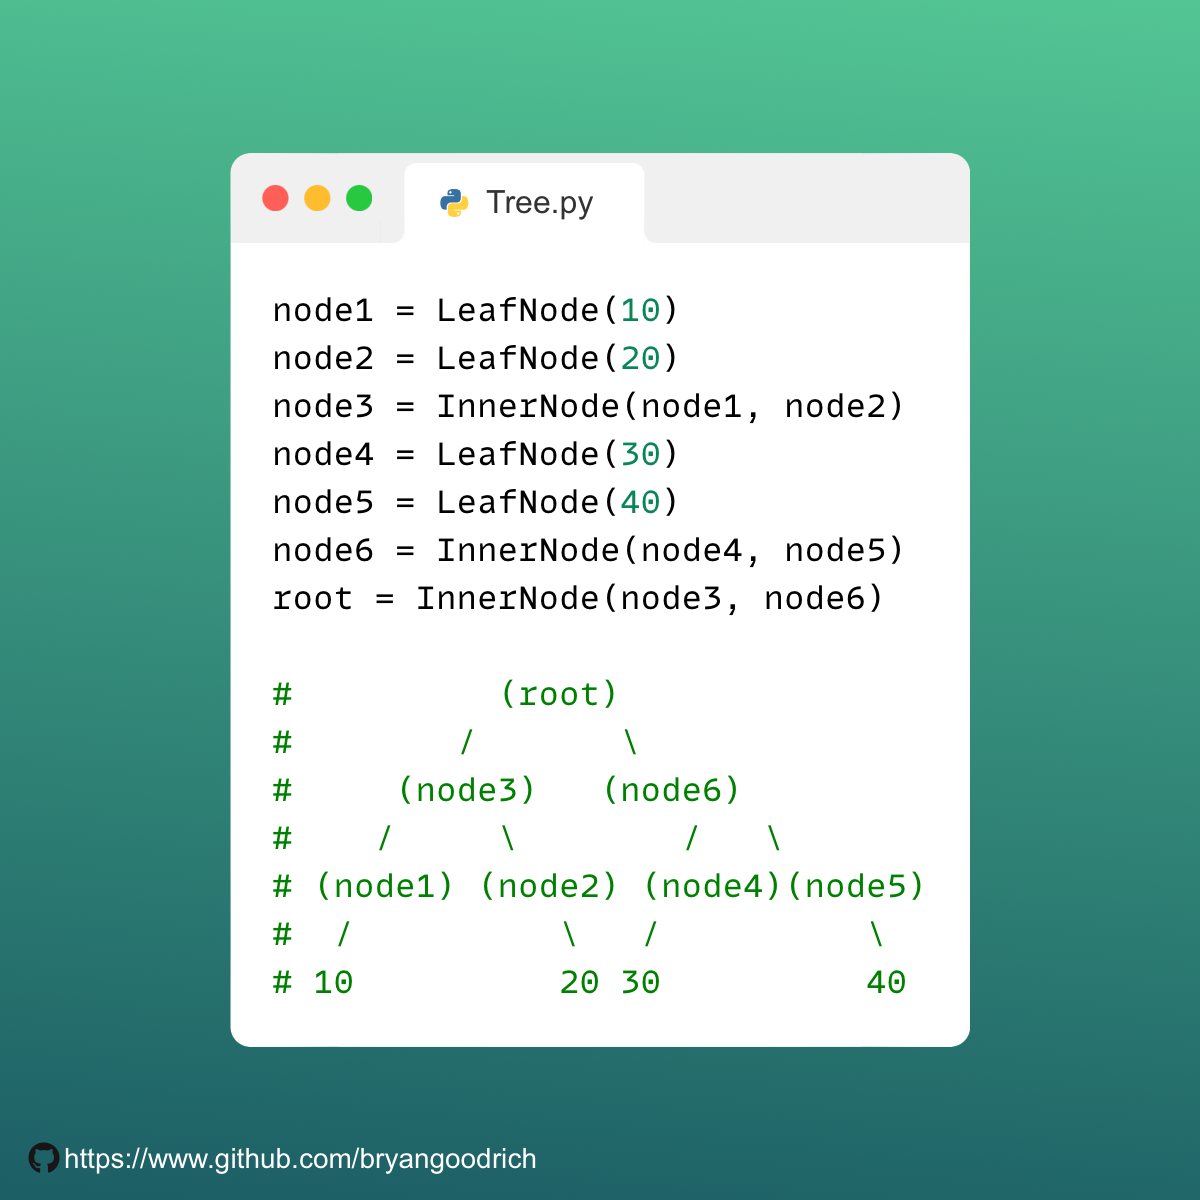 Tree.py
node1 = LeafNode(10)
node2 = LeafNode(20)
node3 = InnerNode(node1, node2)
node4 = LeafNode(30)
node5 = LeafNode(40)
node6 = InnerNode(node4, node5)
root = InnerNode(node3, node6)

#          (root)
#        /       \
#     (node3)   (node6)
#    /     \        /   \
# (node1) (node2) (node4)(node5)
#  /          \   /          \
# 10          20 30          40
https://www.github.com/bryangoodrich